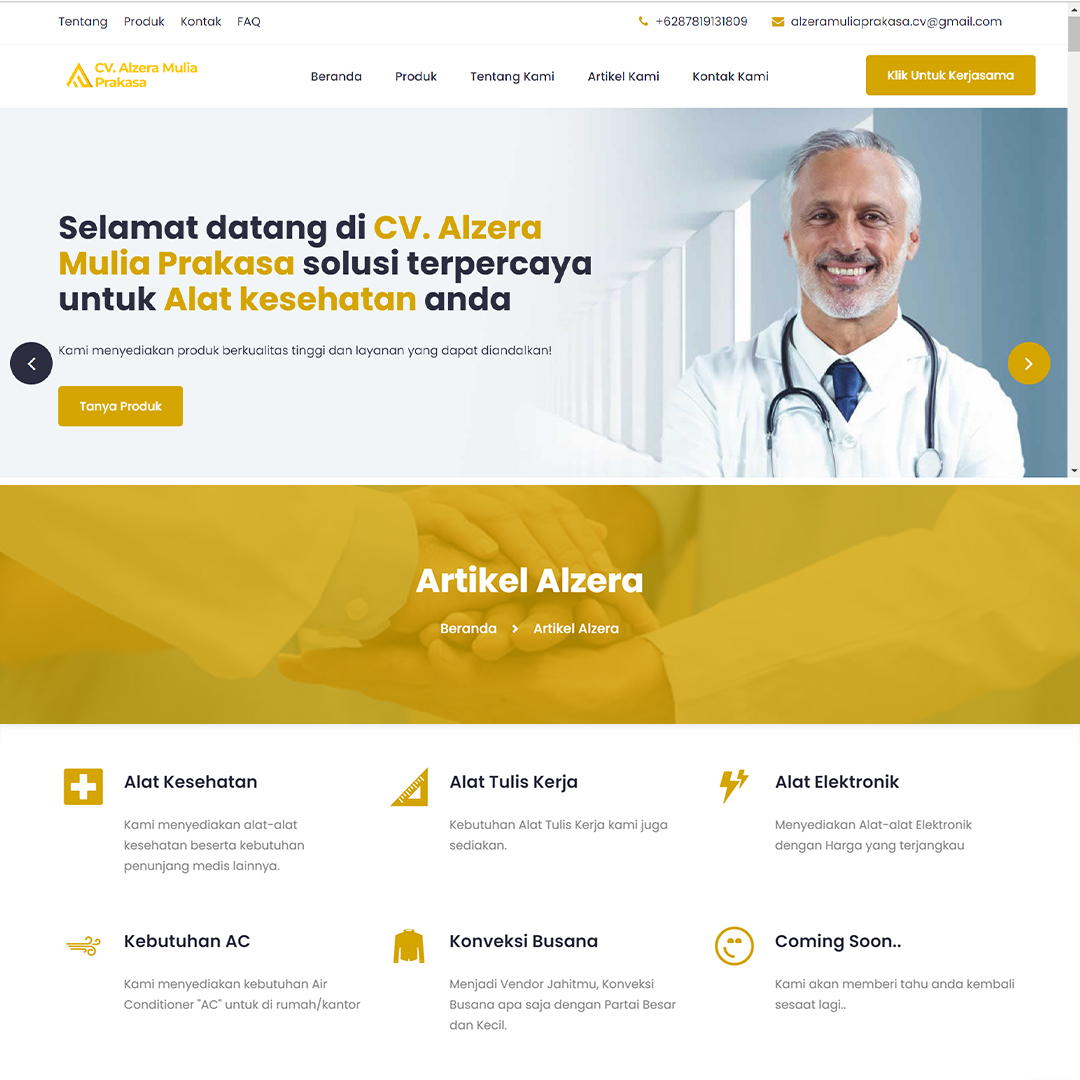 Tentang Produk Kontak FAQ +6287819131809 alzeramuliaprakasa.cv@gmail.com
CV. Alzera Mulia
Prakasa
Beranda Produk Tentang Kami Artikel Kami Kontak Kami Klik Untuk Kerjasama
Selamat datang di CV. Alzera
Mulia Prakasa solusi terpercaya
untuk Alat kesehatan anda
Kami menyediakan produk berkualitas tinggi dan layanan yang dapat diandalkan!
Tanya Produk
Artikel Alzera
Beranda > Artikel Alzera
Alat Kesehatan
Kami menyediakan alat-alat
kesehatan beserta kebutuhan
penunjang medis lainnya.
Alat Tulis Kerja
Kebutuhan Alat Tulis Kerja kami juga
sediakan.
Alat Elektronik
Menyediakan Alat-alat Elektronik
dengan Harga yang terjangkau
Kebutuhan AC
Kami menyediakan kebutuhan Air
Conditioner "AC" untuk di rumah/kantor
Konveksi Busana
Menjadi Vendor Jahitmu, Konveksi
Busana apa saja dengan Partai Besar
dan Kecil.
Coming Soon..
Kami akan memberi tahu anda kembali
sesaat lagi..